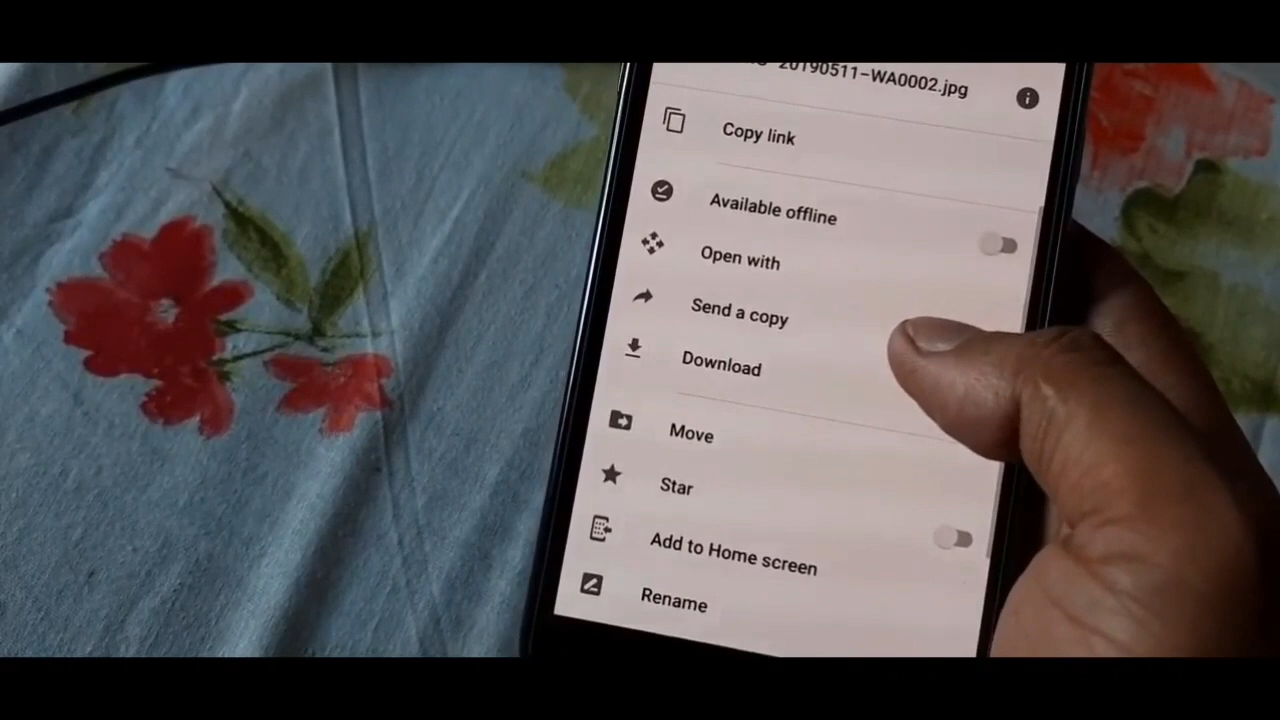 20190511-WA0002.jpg
Copy link
Available offline
Open with
Send a copy
Download
Move
Star
Add to Home screen
Rename